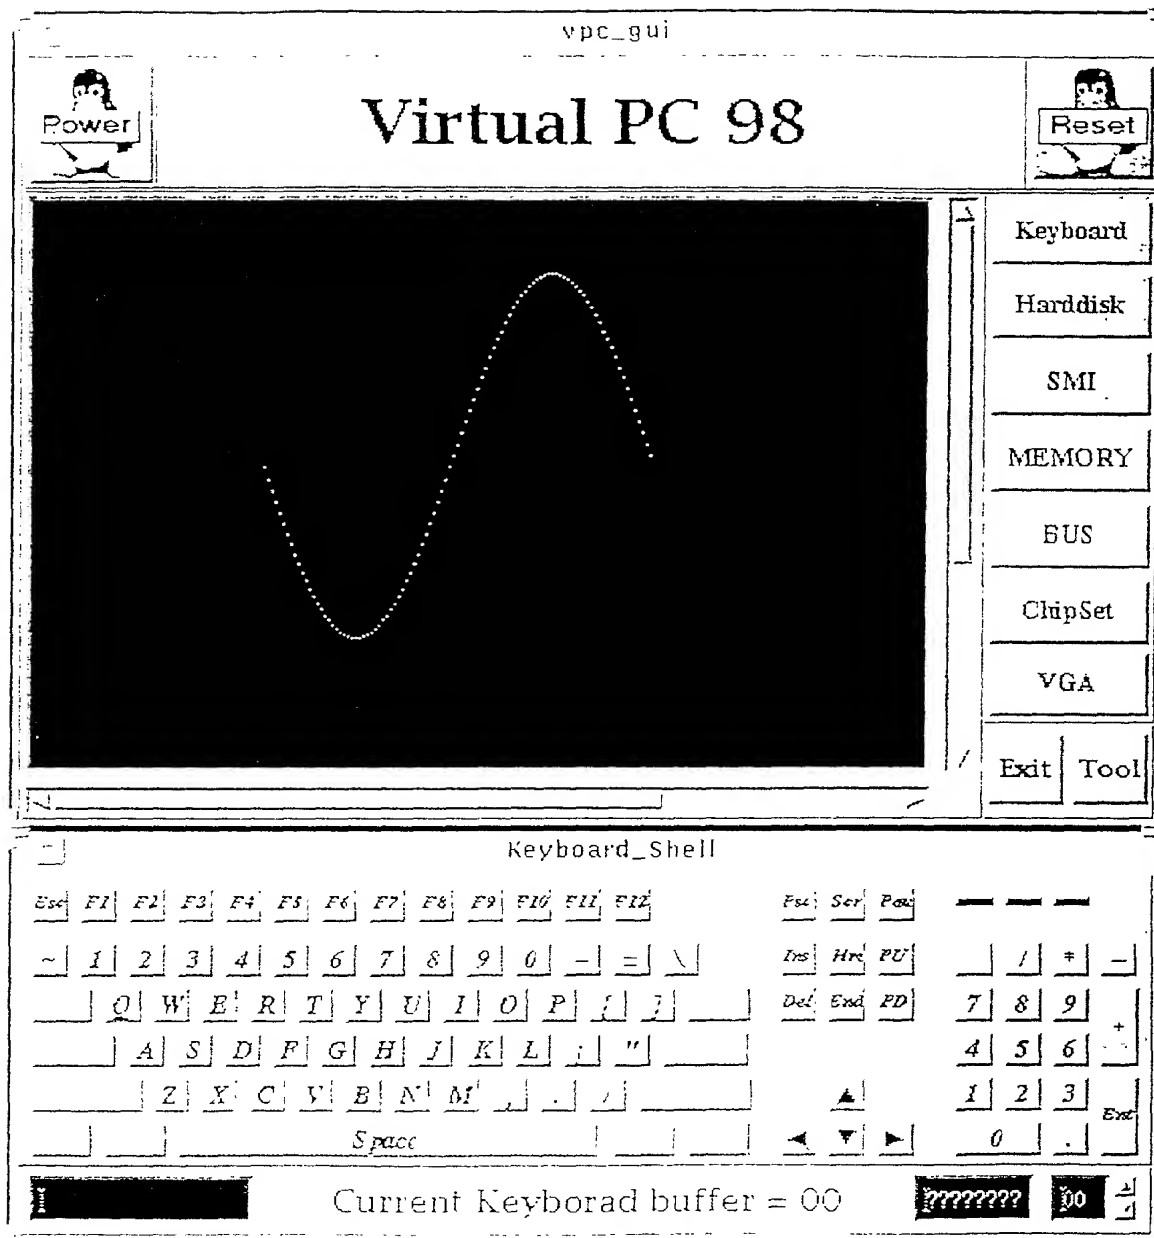 vpc_gui
Power
Virtual PC 98
Reset
Keyboard
Harddisk
SMI
MEMORY
BUS
ChipSet
VGA
Exit Tool
Keyboard_Shell
Esc F1 F2 F3 F4 F5 F6 F7 F8 F9 F10 F11 F12 Scr Pau
~ 1 2 3 4 5 6 7 8 9 0 - = \ Ins PU / * -
Q W E R T Y U I O P [ ] Del End PD 7 8 9
A S D F G H J K L ; " 4 5 6 +
Z X C V B N M , . / 1 2 3
Space 0 . Ent
Current Keyborad buffer = 00 ???????? 00